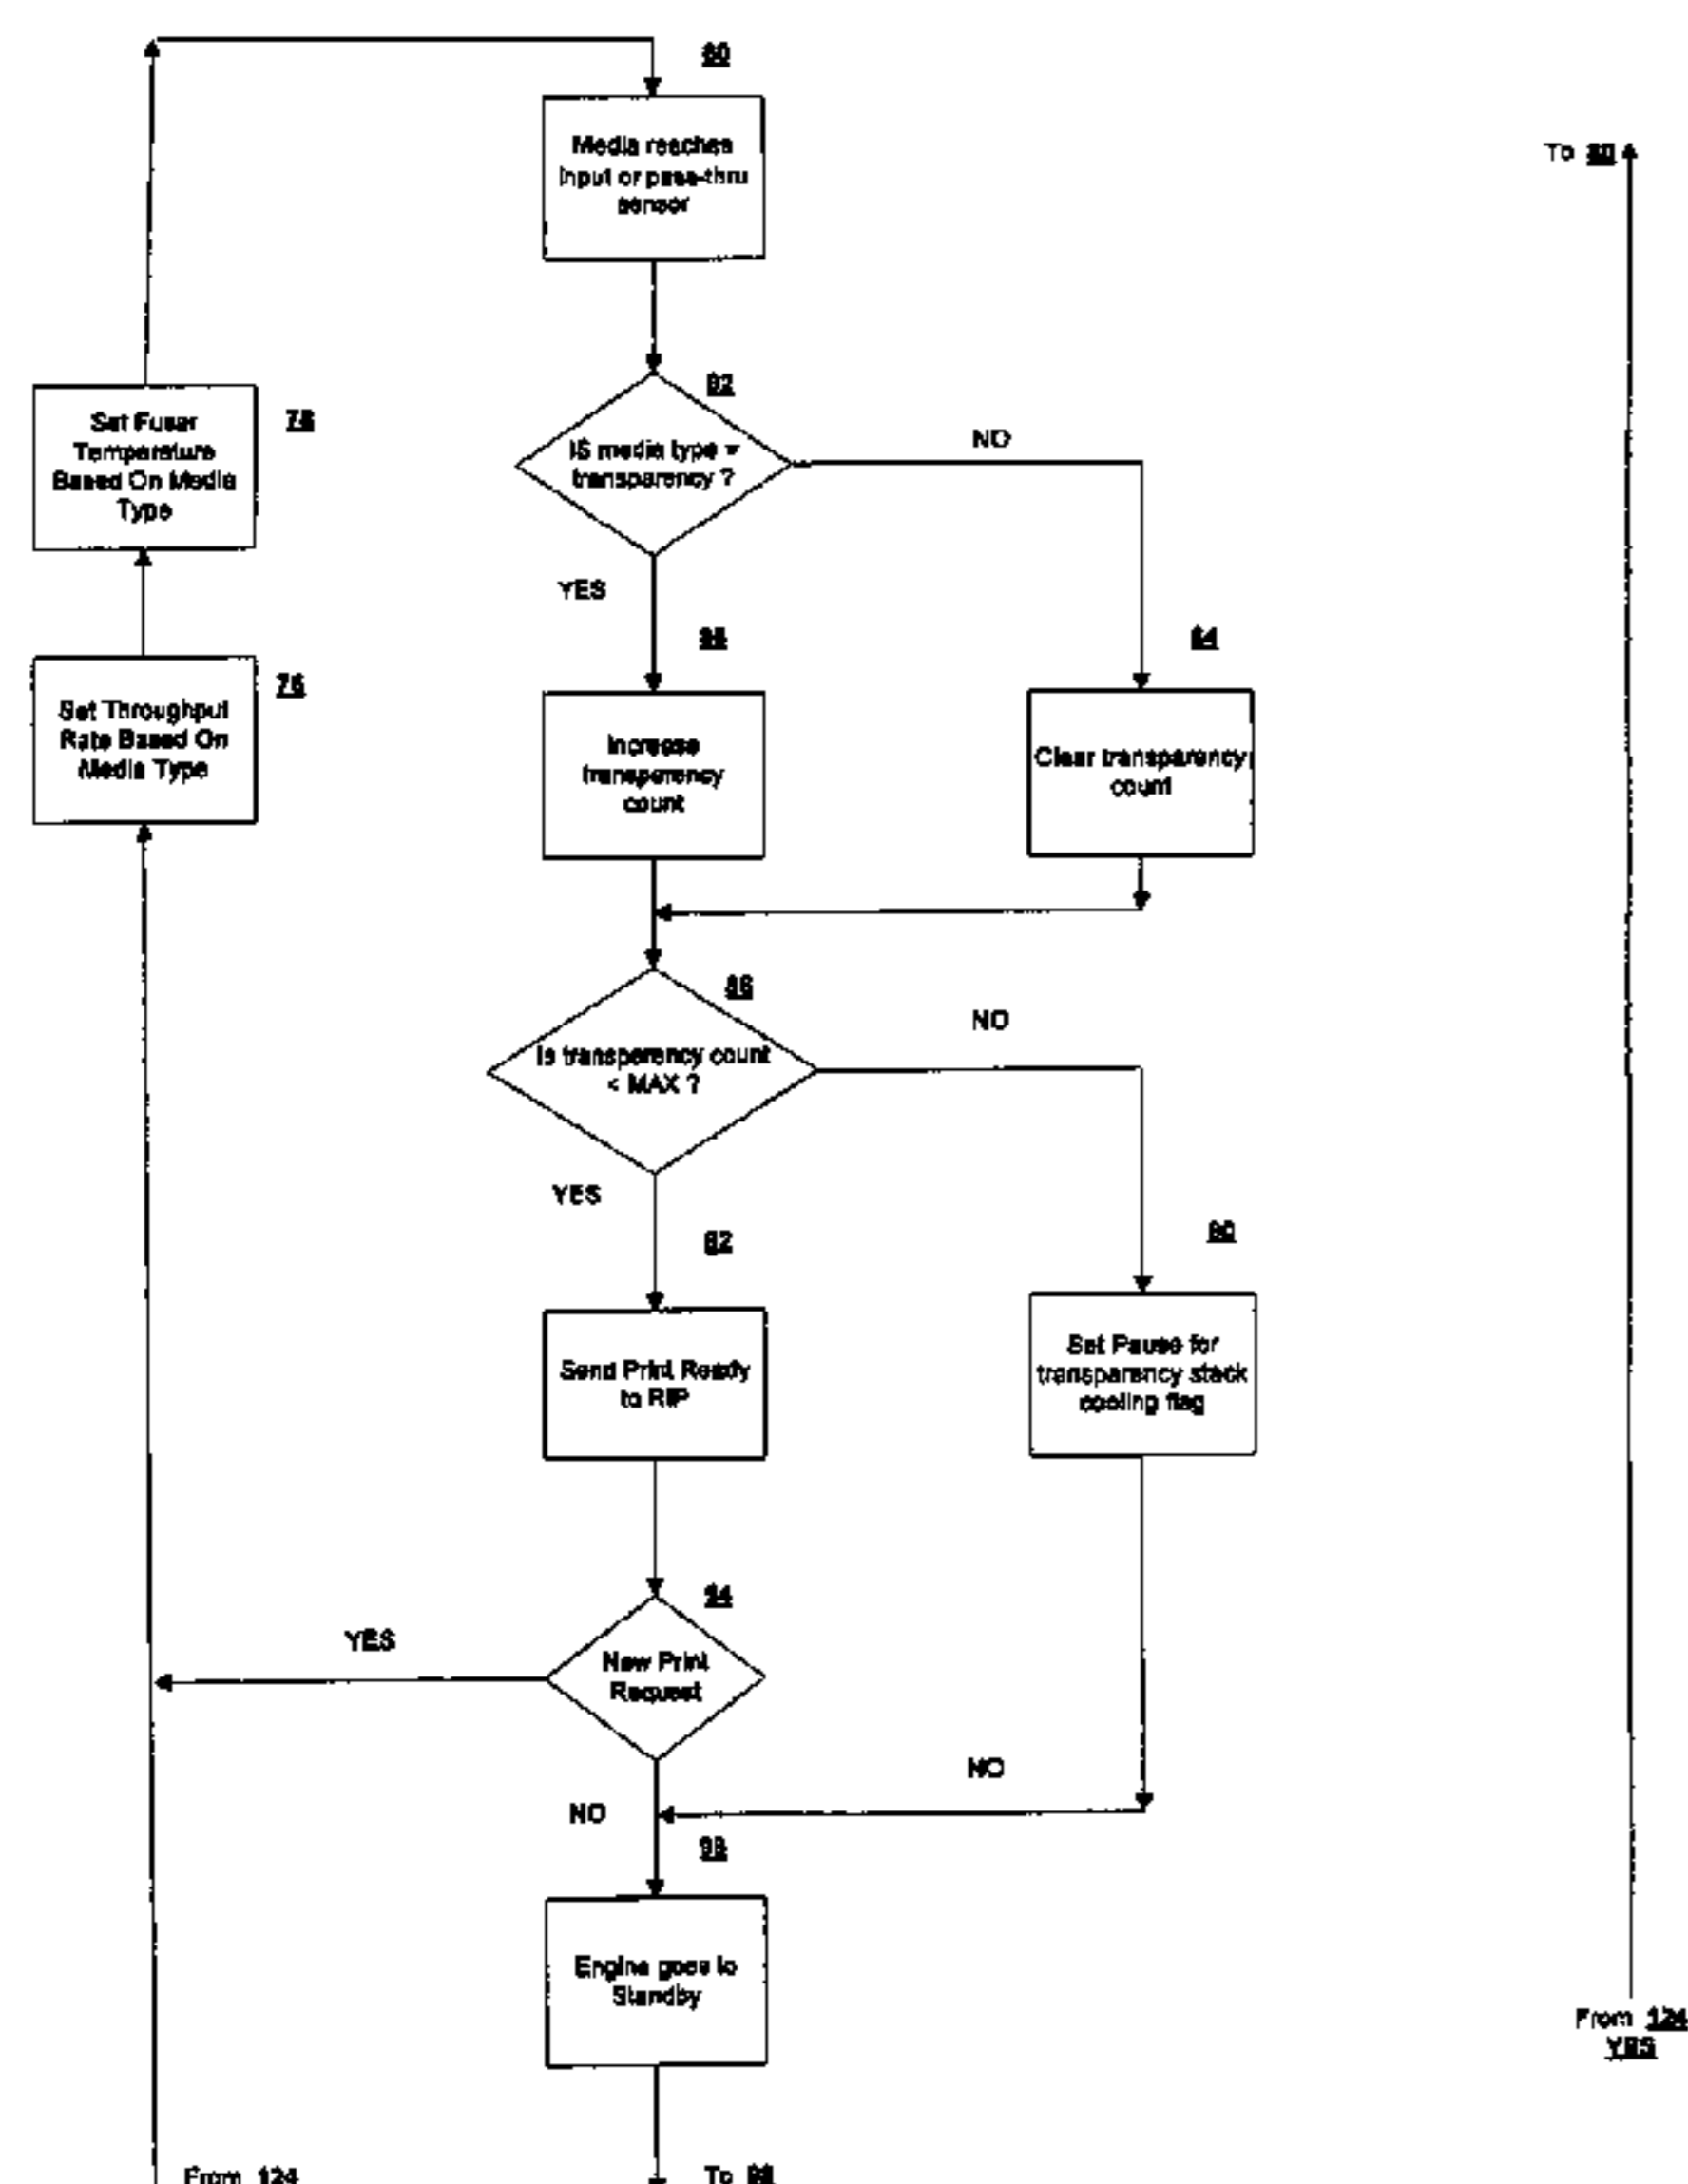 Media reaches
input or pass-thru
sensor
To
82
IS media type =
transparency ?
NO
YES
Set Fuser
Temperature
Based On Media
Type
78
Set Throughput
Rate Based On
Media Type
76
84
Increase
transparency
count
Clear transparency
count
Is transparency count
< MAX ?
NO
YES
Send Print Ready
to RIP
Set Pause for
transparency stack
cooling flag
94
New Print
Request
YES
NO
NO
Engine goes to
Standby
From 124
YES
From 124
To